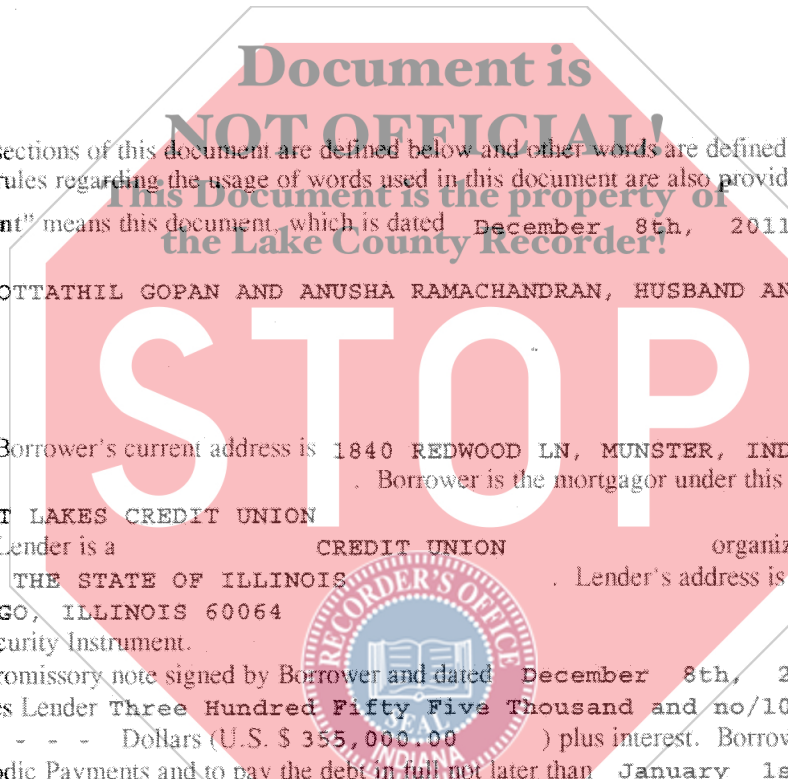 Document is
NOT OFFICIAL!
sections of this document are defined below and other words are defined
rules regarding the usage of words used in this document are also provid
This Document is the property of
nt" means this document, which is dated December 8th, 2011
the Lake County Recorder!
OTTATHIL GOPAN AND ANUSHA RAMACHANDRAN, HUSBAND AN
STOP
Borrower's current address is 1840 REDWOOD LN, MUNSTER, IND
. Borrower is the mortgagor under this
T LAKES CREDIT UNION
Lender is a CREDIT UNION organiz
THE STATE OF ILLINOIS . Lender's address is
GO, ILLINOIS 60064
curity Instrument.
RECORDER'S OFFICE
omissory note signed by Borrower and dated December 8th, 2
es Lender Three Hundred Fifty Five Thousand and no/10
SEAL
- - - Dollars (U.S. $ 355,000.00 ) plus interest. Borrow
INDIANA
odic Payments and to pay the debt in full not later than January 1s